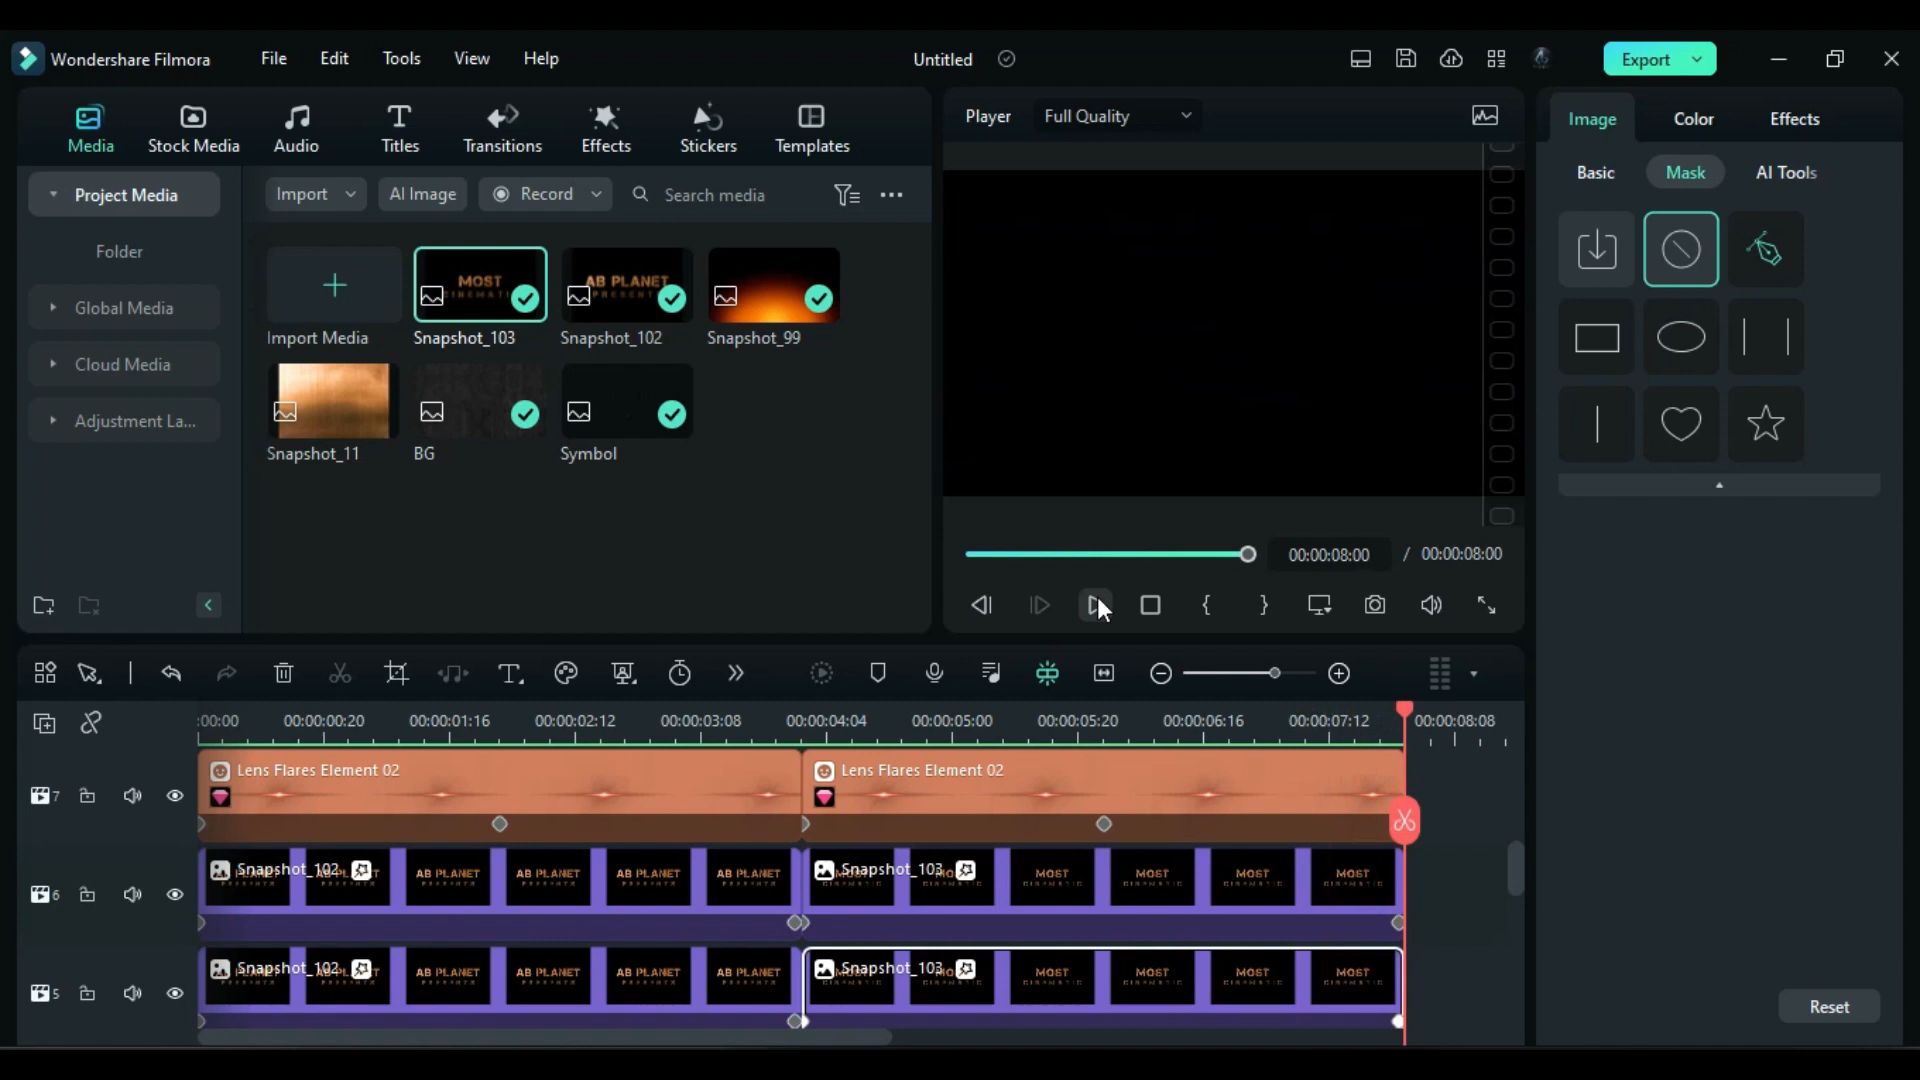 Wondershare Filmora File Edit Tools View Help Untitled Export
Media Stock Media Audio Titles Transitions Effects Stickers Templates
Player Full Quality
Image Color Effects
Basic Mask AI Tools
Project Media
Folder
Global Media
Cloud Media
Adjustment La...
Import AI Image Record Search media
MOST
AB PLANET
Import Media Snapshot_103 Snapshot_102 Snapshot_99
Snapshot_11 BG Symbol
00:00:08:00 / 00:00:08:00
:00:00 00:00:00:20 00:00:01:16 00:00:02:12 00:00:03:08 00:00:04:04 00:00:05:00 00:00:05:20 00:00:06:16 00:00:07:12 00:00:08:08
7 Lens Flares Element 02 Lens Flares Element 02
6 Snapshot_102 AB PLANET AB PLANET AB PLANET AB PLANET Snapshot_103 MOST MOST MOST MOST
5 Snapshot_102 AB PLANET AB PLANET AB PLANET AB PLANET Snapshot_103 MOST MOST MOST MOST
Reset